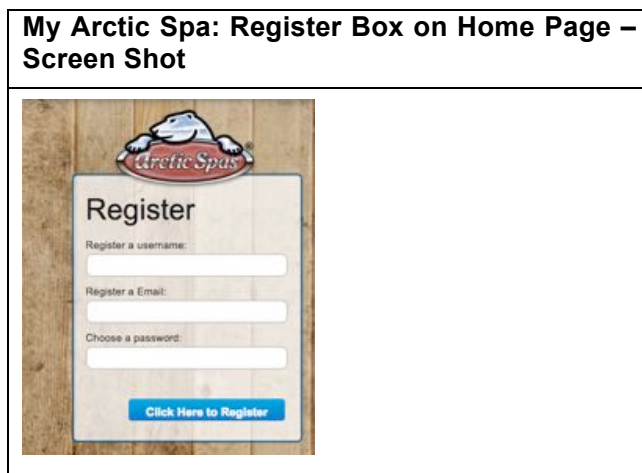 My Arctic Spa: Register Box on Home Page –
Screen Shot
Arctic Spas
®
Register
Register a username:
Register a Email:
Choose a password:
Click Here to Register